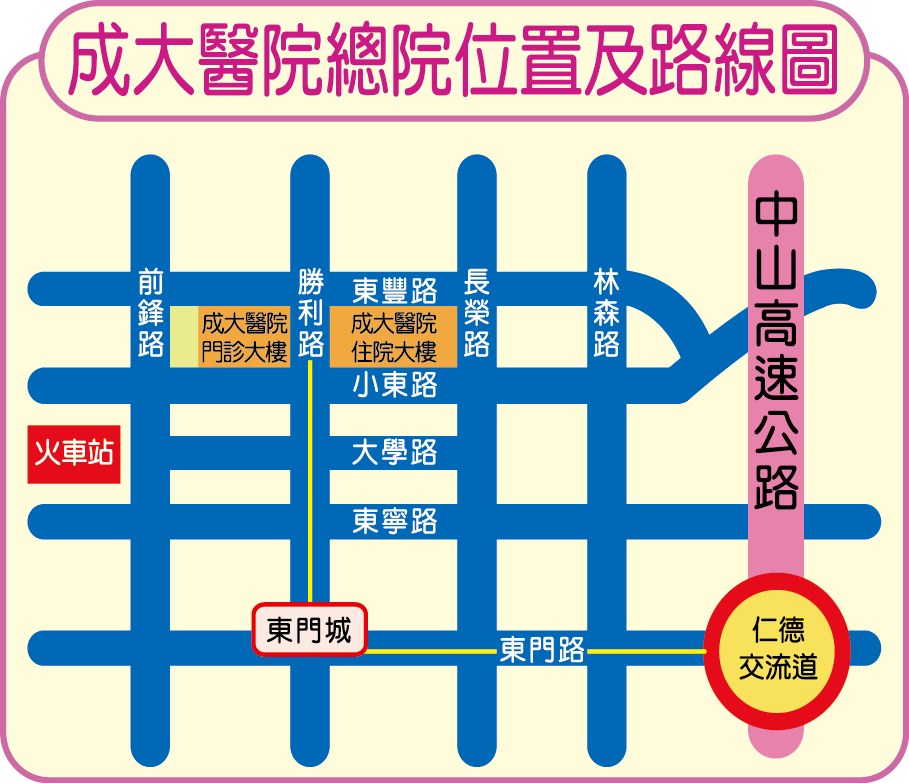 成大醫院總院位置及路線圖
前鋒路
勝利路
長榮路
林森路
中山高速公路
東豐路
成大醫院
門診大樓
成大醫院
住院大樓
小東路
火車站
大學路
東寧路
東門城
東門路
仁德
交流道